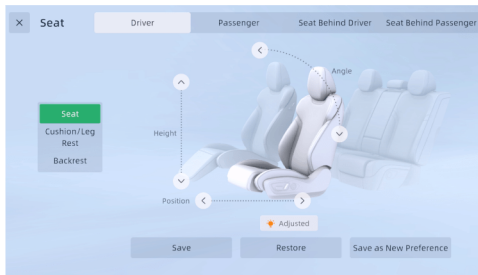 Seat
Driver
Passenger
Seat Behind Driver
Seat Behind Passenger
Angle
Seat
Cushion/Leg
Rest
Backrest
Height
Position
Adjusted
Save
Restore
Save as New Preference